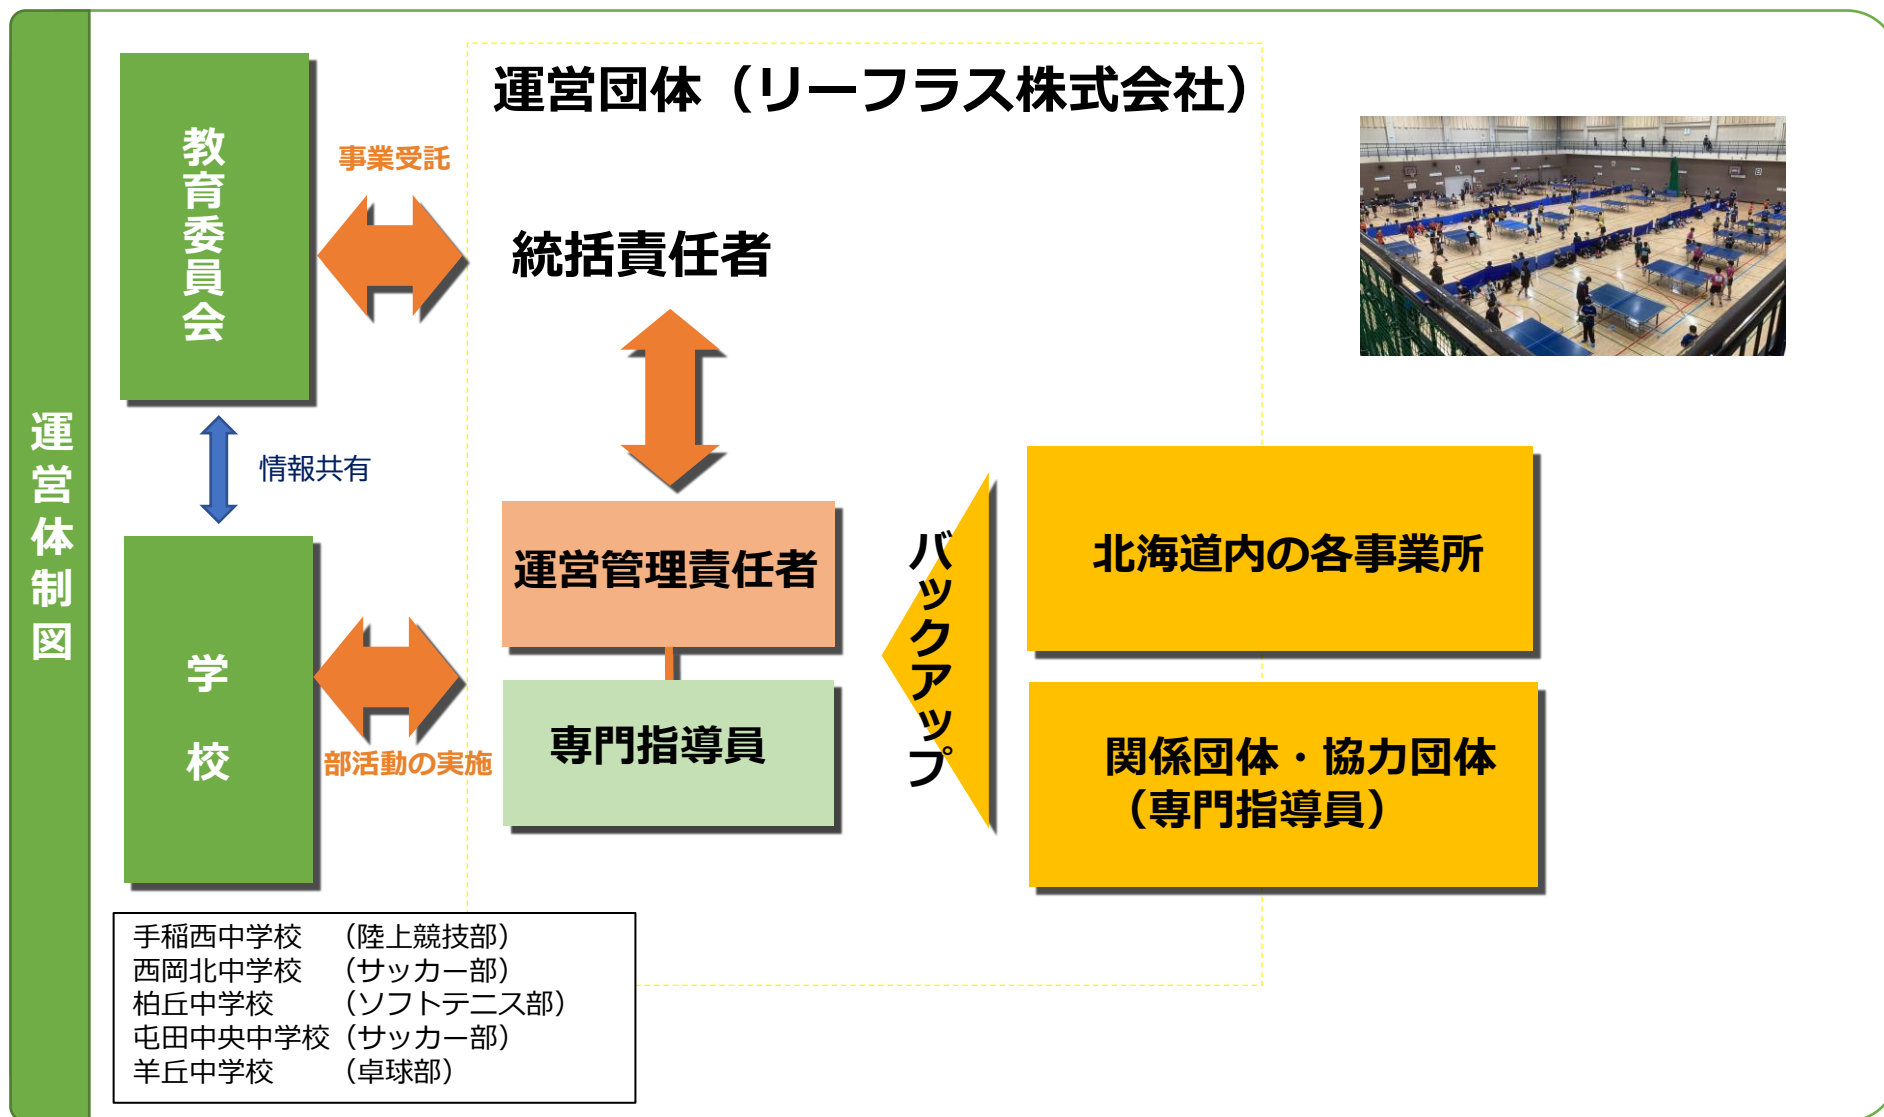 運営体制図
教育委員会
事業受託
運営団体（リーフラス株式会社）
統括責任者
情報共有
学校
部活動の実施
運営管理責任者
専門指導員
バックアップ
北海道内の各事業所
関係団体・協力団体
（専門指導員）
手稲西中学校　（陸上競技部）
西岡北中学校　（サッカー部）
柏丘中学校　　（ソフトテニス部）
屯田中央中学校（サッカー部）
羊丘中学校　　（卓球部）